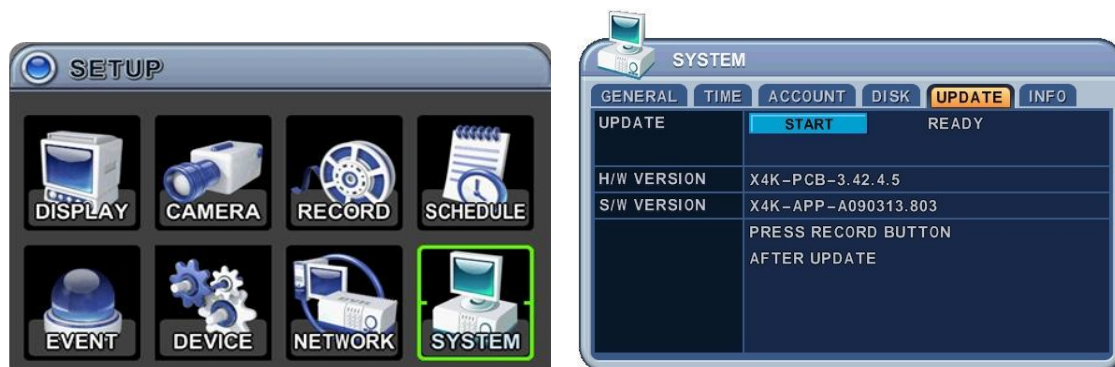 SETUP
DISPLAY CAMERA RECORD SCHEDULE
EVENT DEVICE NETWORK SYSTEM
SYSTEM
GENERAL TIME ACCOUNT DISK UPDATE INFO
UPDATE START READY
H/W VERSION X4K-PCB-3.42.4.5
S/W VERSION X4K-APP-A090313.803
PRESS RECORD BUTTON
AFTER UPDATE